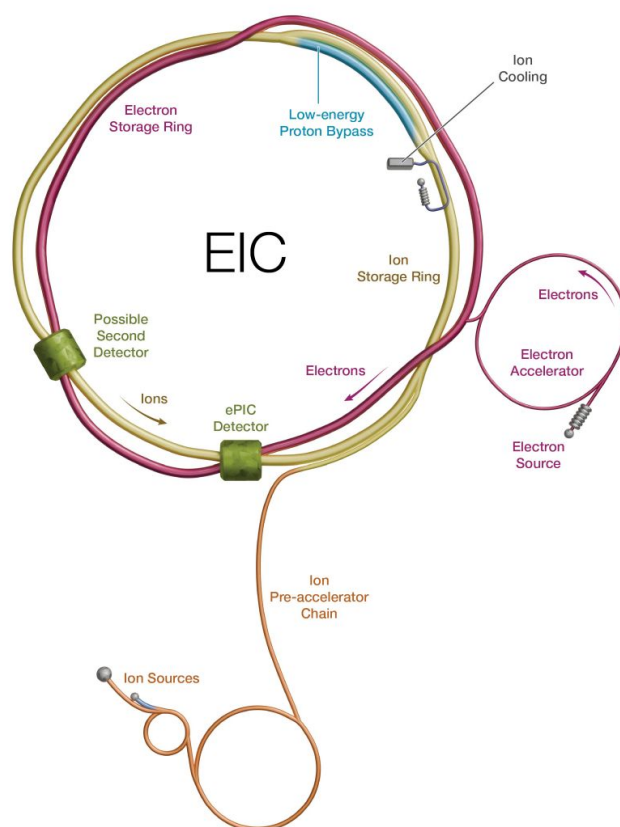 Ion
Cooling
Electron
Storage Ring
Low-energy
Proton Bypass
EIC
Ion
Storage Ring
Electrons
Possible
Second
Detector
Electrons
Electron
Accelerator
Ions
ePIC
Detector
Electron
Source
Ion
Pre-accelerator
Chain
Ion Sources